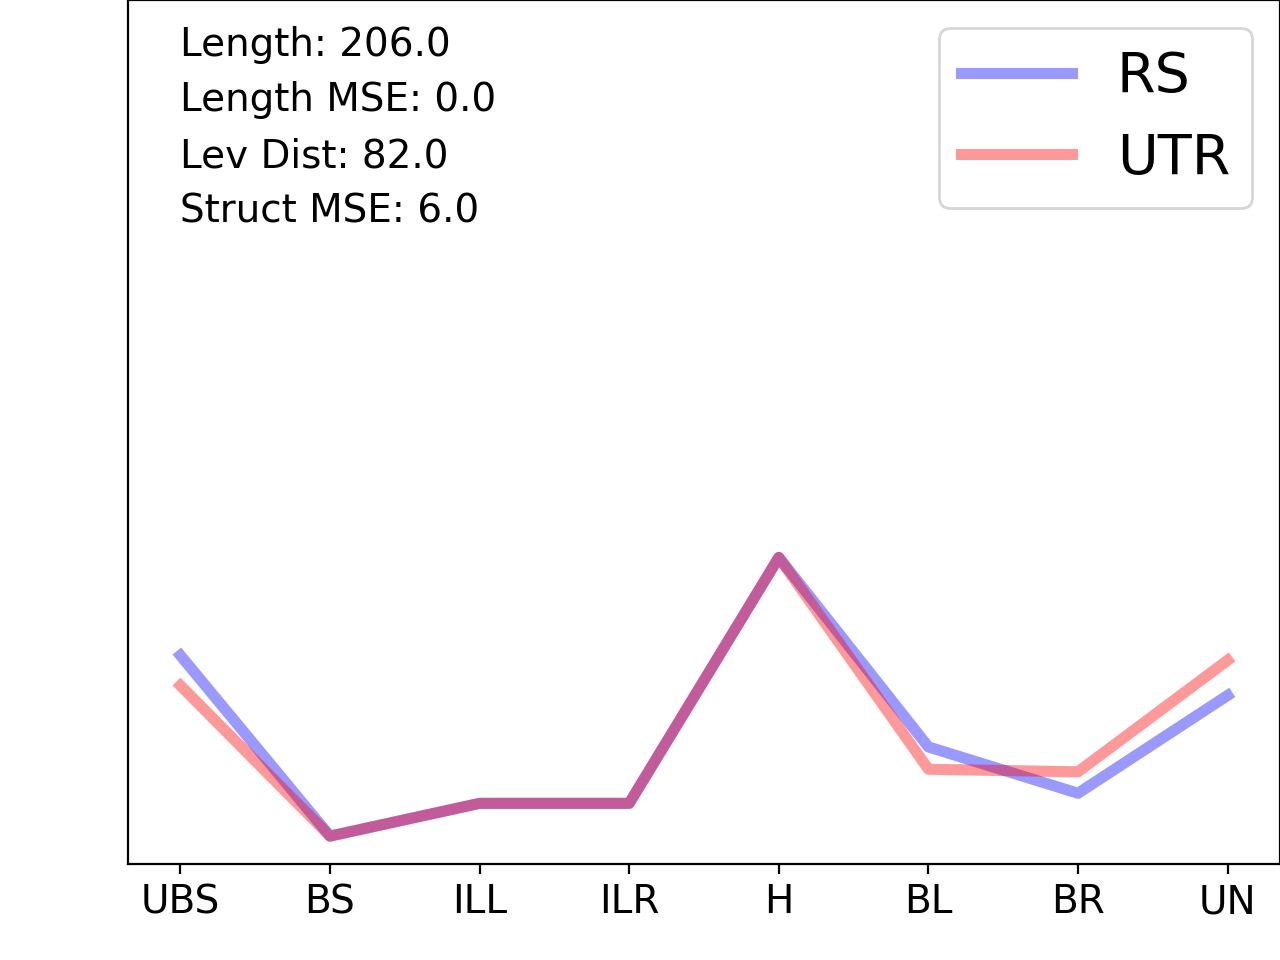 Length: 206.0
Length MSE: 0.0
Lev Dist: 82.0
Struct MSE: 6.0
RS
UTR
UBS BS ILL ILR H BL BR UN